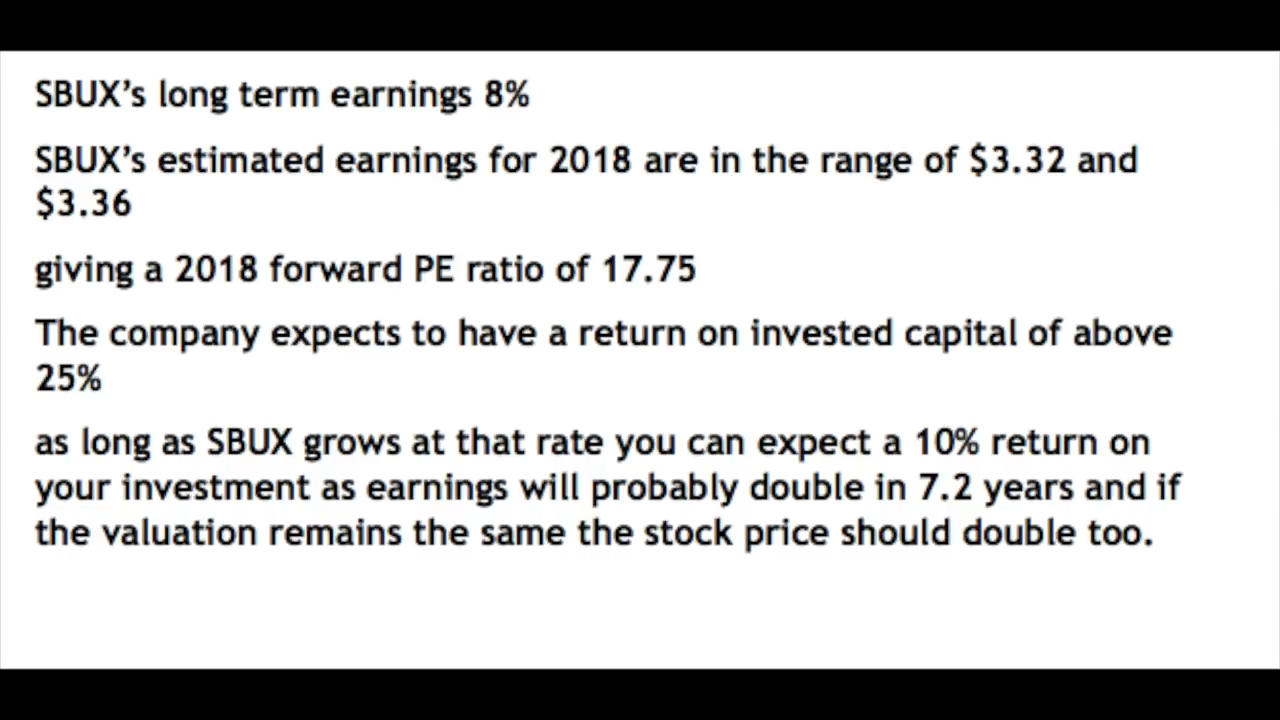 SBUX’s long term earnings 8%
SBUX’s estimated earnings for 2018 are in the range of $3.32 and
$3.36
giving a 2018 forward PE ratio of 17.75
The company expects to have a return on invested capital of above
25%
as long as SBUX grows at that rate you can expect a 10% return on
your investment as earnings will probably double in 7.2 years and if
the valuation remains the same the stock price should double too.